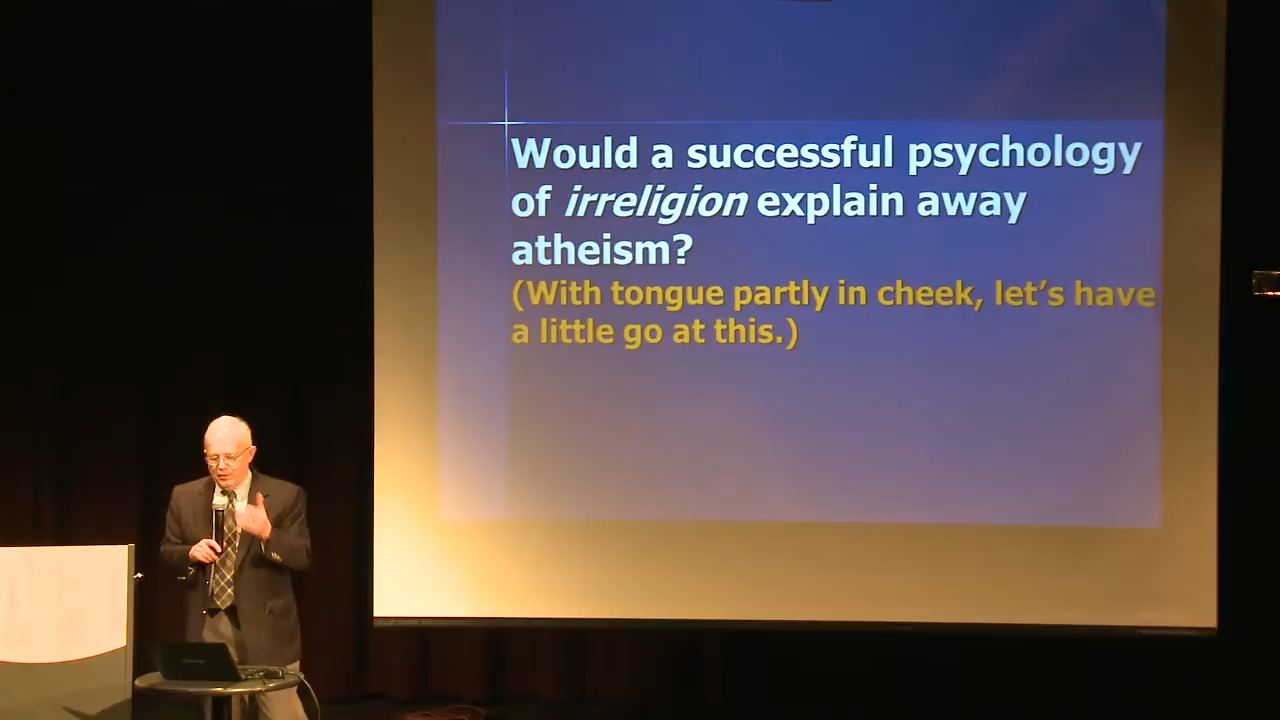 Would a successful psychology
of irreligion explain away
atheism?
(With tongue partly in cheek, let's have
a little go at this.)